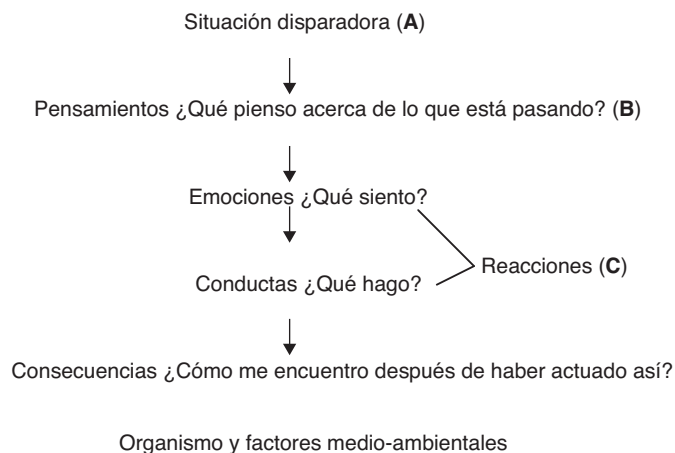 Situación disparadora (A)
Pensamientos ¿Qué pienso acerca de lo que está pasando? (B)
Emociones ¿Qué siento?
Reacciones (C)
Conductas ¿Qué hago?
Consecuencias ¿Cómo me encuentro después de haber actuado así?
Organismo y factores medio-ambientales